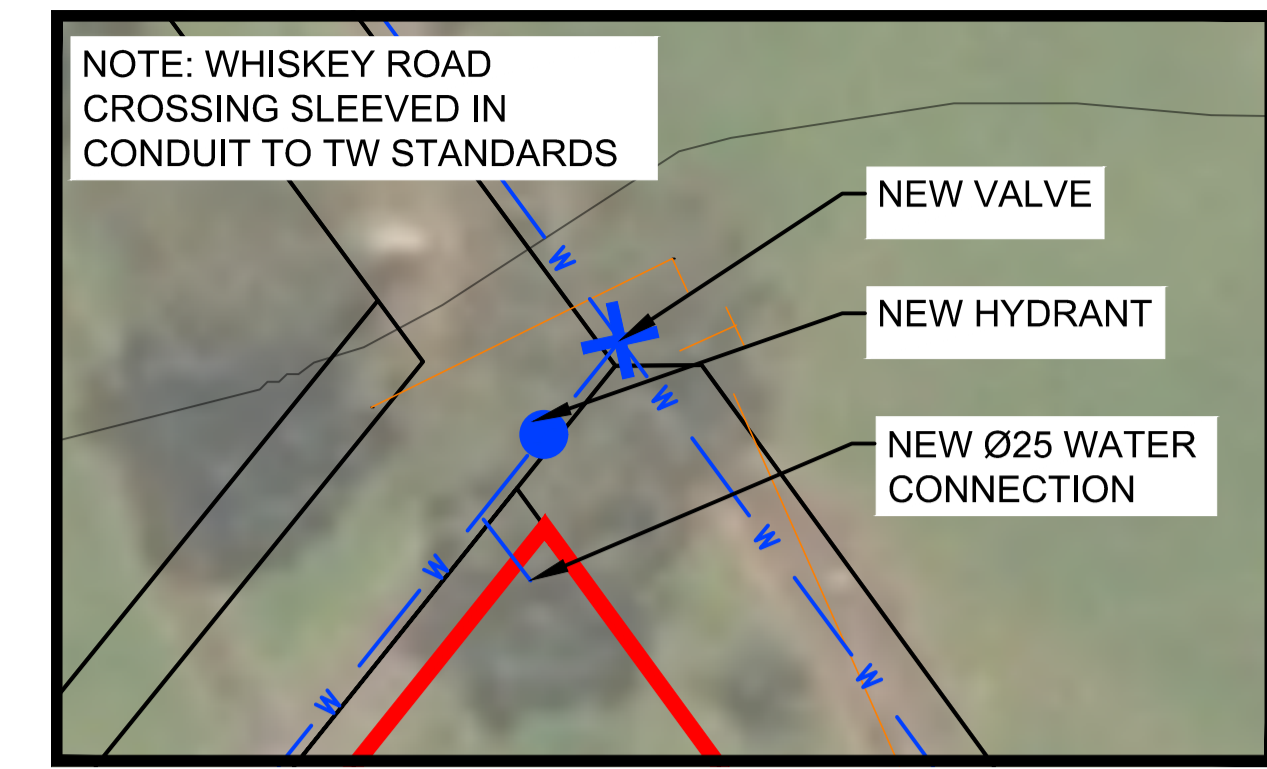 NOTE: WHISKEY ROAD
CROSSING SLEEVED IN
CONDUIT TO TW STANDARDS
NEW VALVE
NEW HYDRANT
NEW Ø25 WATER
CONNECTION
W
W
W
W
W
W